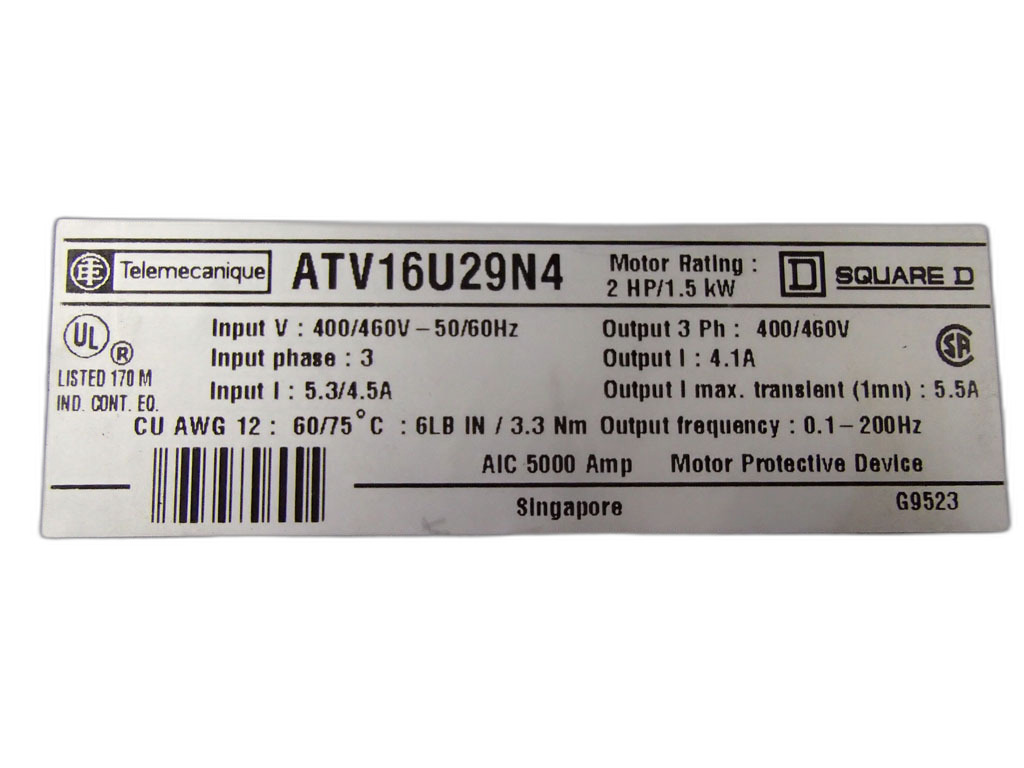 Telemecanique ATV16U29N4 Motor Rating : SQUARE D
2 HP/1.5 kW
UL ® Input V : 400/460V – 50/60Hz Output 3 Ph : 400/460V SA
Input phase : 3 Output I : 4.1A
LISTED 170 M Input I : 5.3/4.5A Output I max. transient (1mn) : 5.5A
IND. CONT. EQ.
CU AWG 12 : 60/75°C : 6LB IN / 3.3 Nm Output frequency : 0.1 – 200Hz
AIC 5000 Amp Motor Protective Device
Singapore G9523